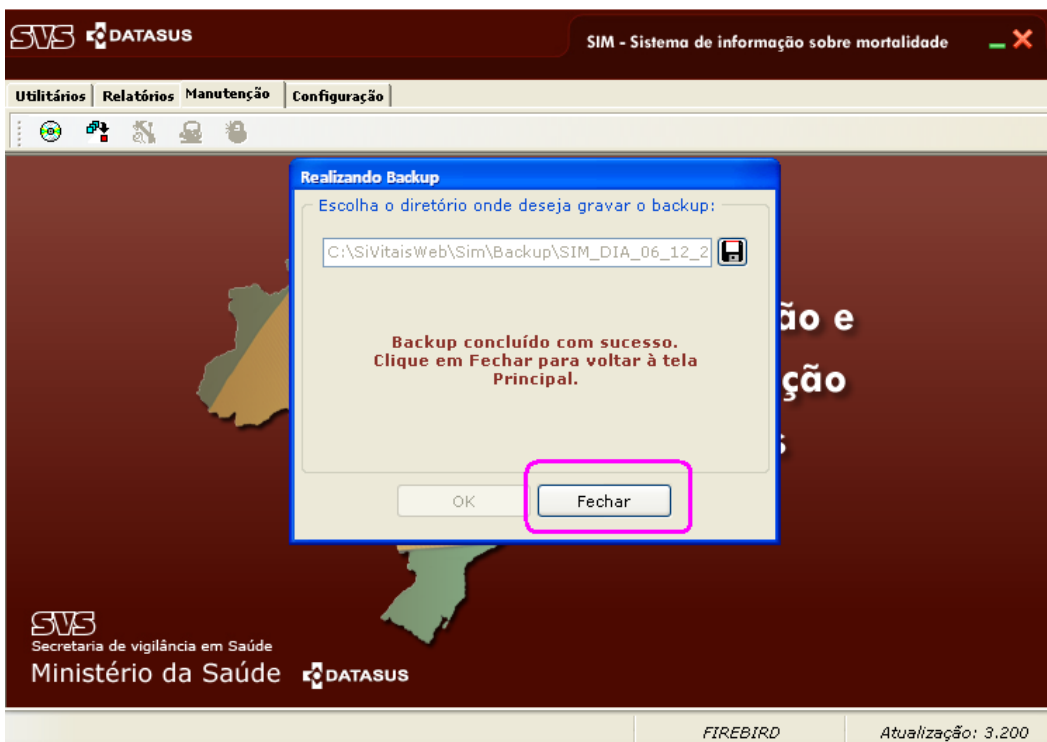 SVS DATASUS
SIM - Sistema de informação sobre mortalidade
Utilitários Relatórios Manutenção Configuração
Realizando Backup
Escolha o diretório onde deseja gravar o backup:
C:\SiVitaisWeb\Sim\Backup\SIM_DIA_06_12_2
ão e
Backup concluído com sucesso.
Clique em Fechar para voltar à tela
Principal.
ção
OK Fechar
SVS
Secretaria de vigilância em Saúde
Ministério da Saúde DATASUS
FIREBIRD Atualização: 3.200